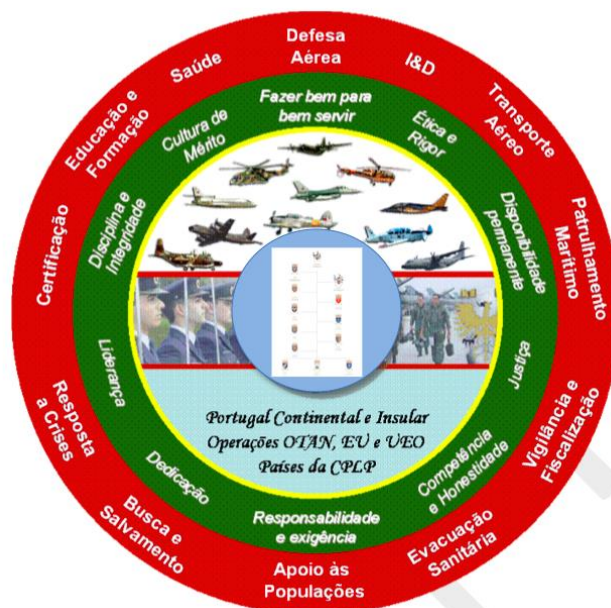 Defesa
Aérea
I&D
Transporte
Aéreo
Patrulhamento
Marítimo
Vigilância e
Fiscalização
Evacuação
Sanitária
Apoio às
Populações
Busca e
Salvamento
Resposta
a Crises
Certificação
Educação e
Formação
Saúde
Fazer bem para
bem servir
Ética e
Rigor
Disponibilidade
permanente
Justiça
Competência
e Honestidade
Responsabilidade
e exigência
Dedicação
Liderança
Disciplina e
Integridade
Cultura de
Mérito
Portugal Continental e Insular
Operações OTAN, EU e UEO
Países da CPLP